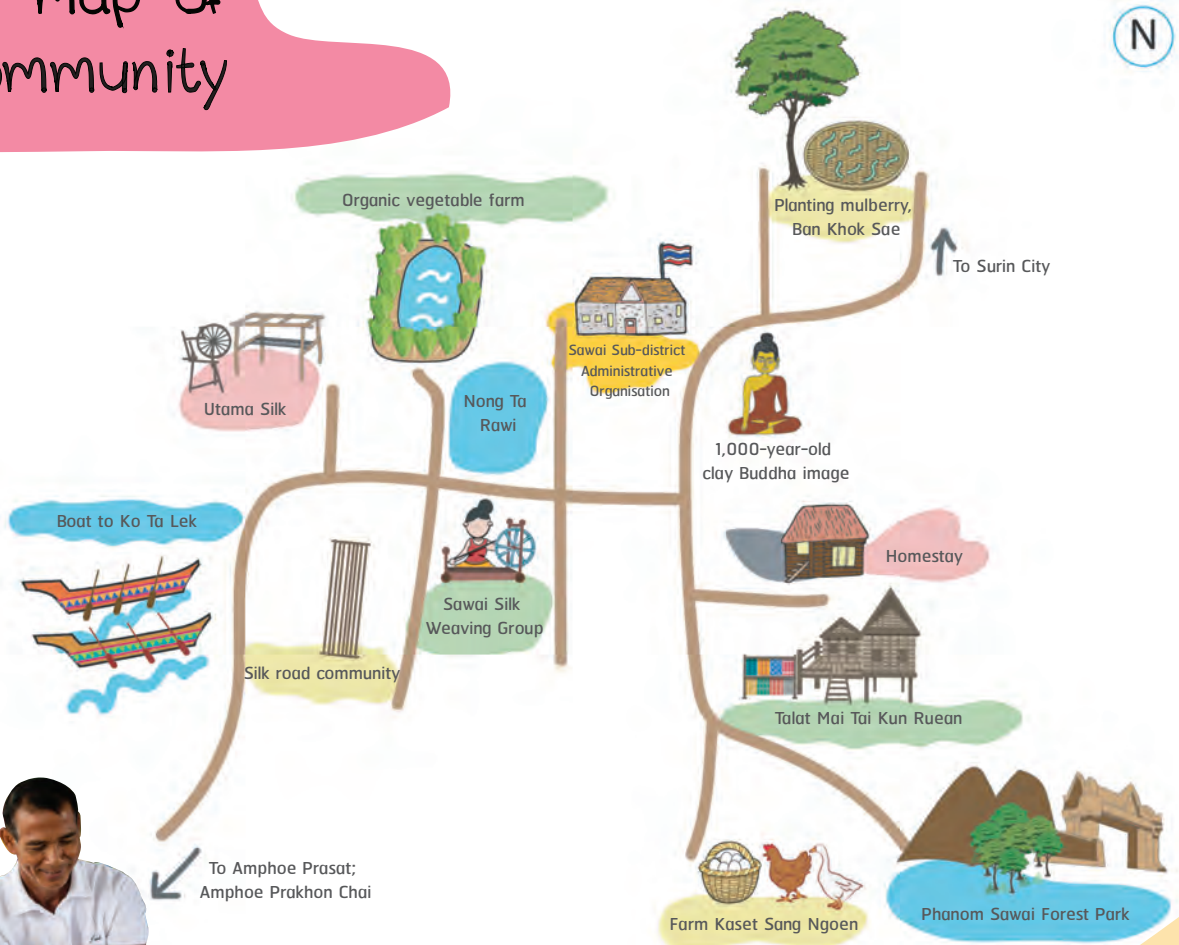 Map of
ommunity
N
Organic vegetable farm
Planting mulberry,
Ban Khok Sae
To Surin City
Sawai Sub-district
Administrative
Organisation
Utama Silk
Nong Ta
Rawi
1,000-year-old
clay Buddha image
Boat to Ko Ta Lek
Homestay
Sawai Silk
Weaving Group
Silk road community
Talat Mai Tai Kun Ruean
To Amphoe Prasat;
Amphoe Prakhon Chai
Farm Kaset Sang Ngoen
Phanom Sawai Forest Park